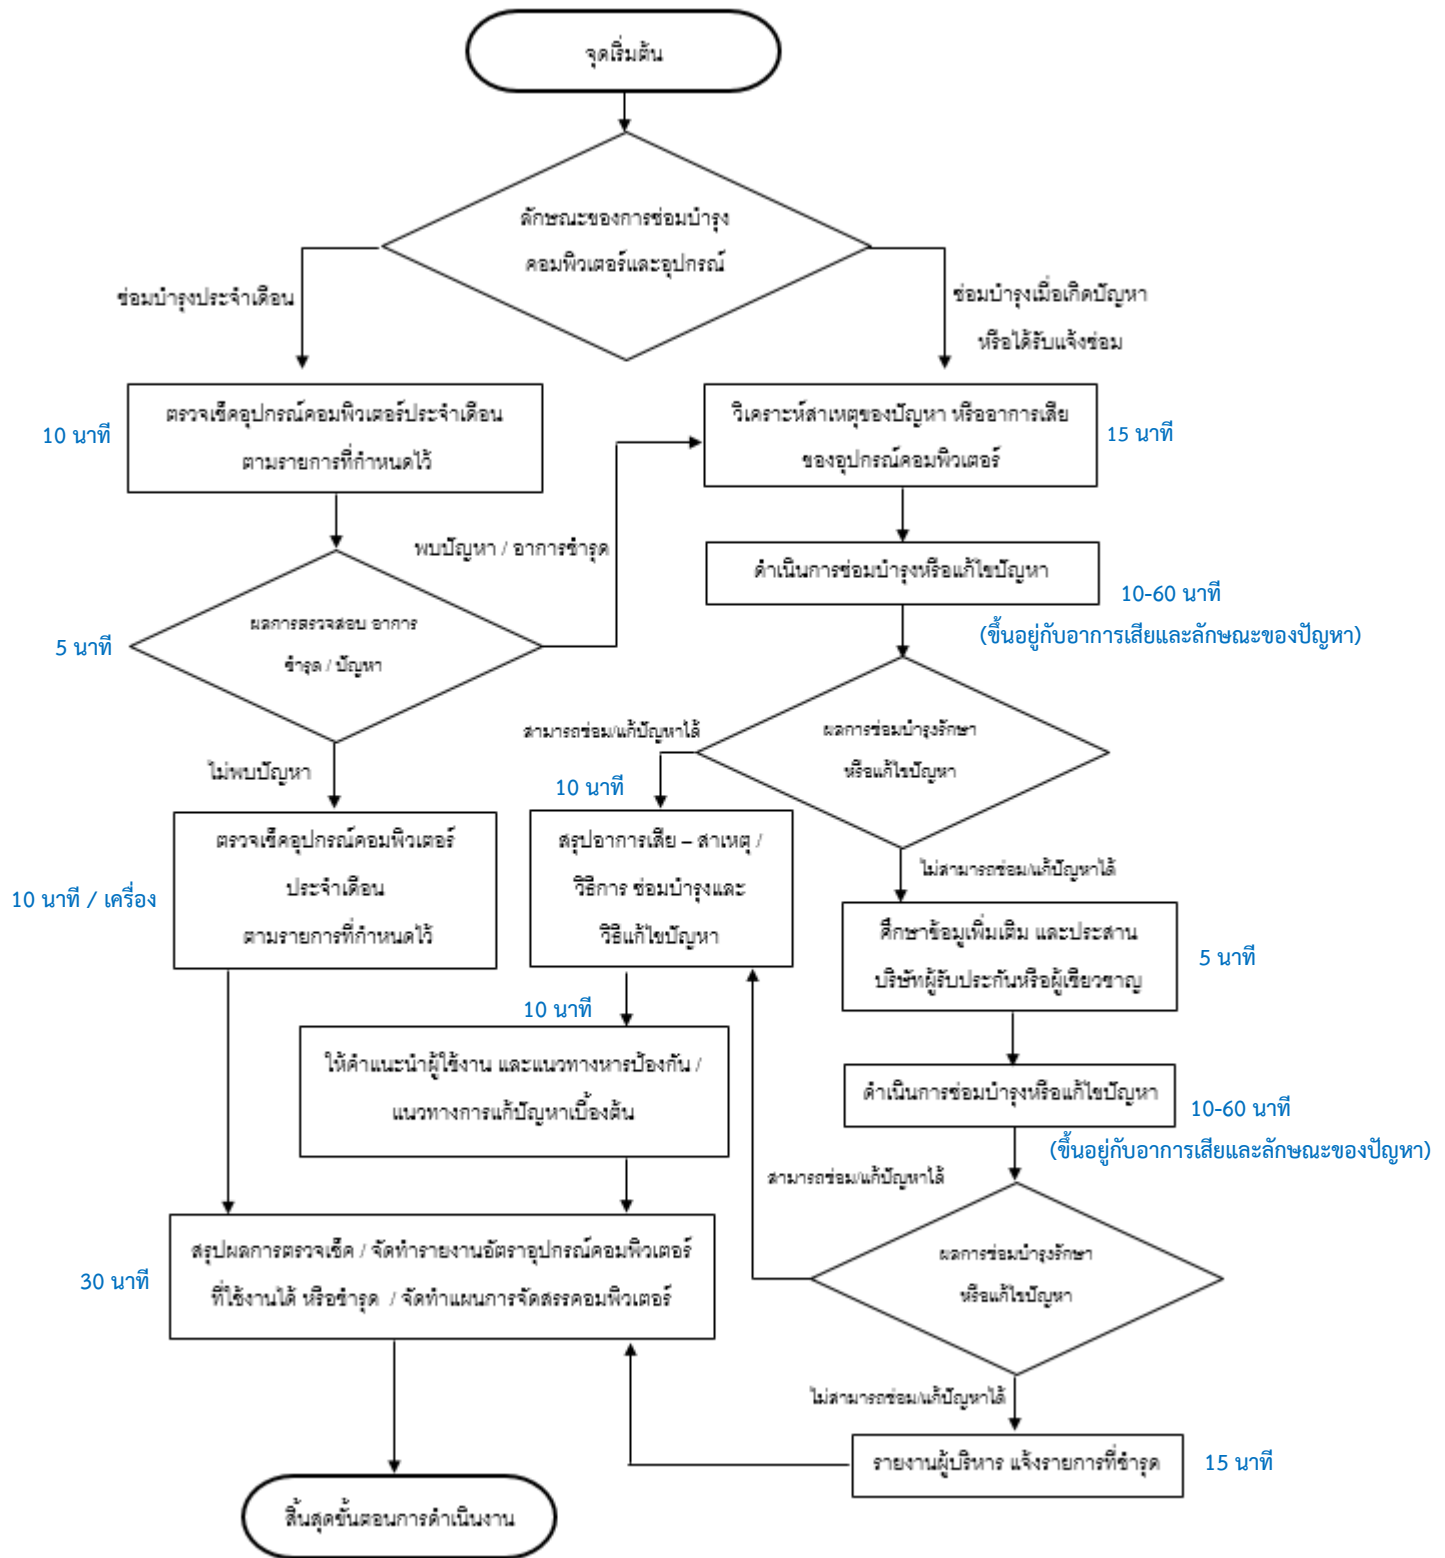 จุดเริ่มต้น
ลักษณะของการซ่อมบำรุง
คอมพิวเตอร์และอุปกรณ์
ซ่อมบำรุงประจำเดือน
ซ่อมบำรุงเมื่อเกิดปัญหา
หรือได้รับแจ้งซ่อม
ตรวจเช็คอุปกรณ์คอมพิวเตอร์ประจำเดือน
ตามรายการที่กำหนดไว้
10 นาที
วิเคราะห์สาเหตุของปัญหา หรืออาการเสีย
ของอุปกรณ์คอมพิวเตอร์
15 นาที
พบปัญหา / อาการชำรุด
ดำเนินการซ่อมบำรุงหรือแก้ไขปัญหา
10-60 นาที
(ขึ้นอยู่กับอาการเสียและลักษณะของปัญหา)
ผลการตรวจสอบ อาการ
ชำรุด / ปัญหา
5 นาที
สามารถซ่อม/แก้ปัญหาได้
ผลการซ่อมบำรุงรักษา
หรือแก้ไขปัญหา
ไม่พบปัญหา
10 นาที
ตรวจเช็คอุปกรณ์คอมพิวเตอร์
ประจำเดือน
ตามรายการที่กำหนดไว้
10 นาที / เครื่อง
สรุปอาการเสีย – สาเหตุ /
วิธีการ ซ่อมบำรุงและ
วิธีแก้ไขปัญหา
ไม่สามารถซ่อม/แก้ปัญหาได้
ศึกษาข้อมูเพิ่มเติม และประสาน
บริษัทผู้รับประกันหรือผู้เชียวชาญ
5 นาที
10 นาที
ให้คำแนะนำผู้ใช้งาน และแนวทางหารป้องกัน /
แนวทางการแก้ปัญหาเบื้องต้น
ดำเนินการซ่อมบำรุงหรือแก้ไขปัญหา
10-60 นาที
(ขึ้นอยู่กับอาการเสียและลักษณะของปัญหา)
สามารถซ่อม/แก้ปัญหาได้
สรุปผลการตรวจเช็ค / จัดทำรายงานอัตราอุปกรณ์คอมพิวเตอร์
ที่ใช้งานได้ หรือชำรุด / จัดทำแผนการจัดสรรคอมพิวเตอร์
30 นาที
ผลการซ่อมบำรุงรักษา
หรือแก้ไขปัญหา
ไม่สามารถซ่อม/แก้ปัญหาได้
รายงานผู้บริหาร แจ้งรายการที่ชำรุด
15 นาที
สิ้นสุดขั้นตอนการดำเนินงาน